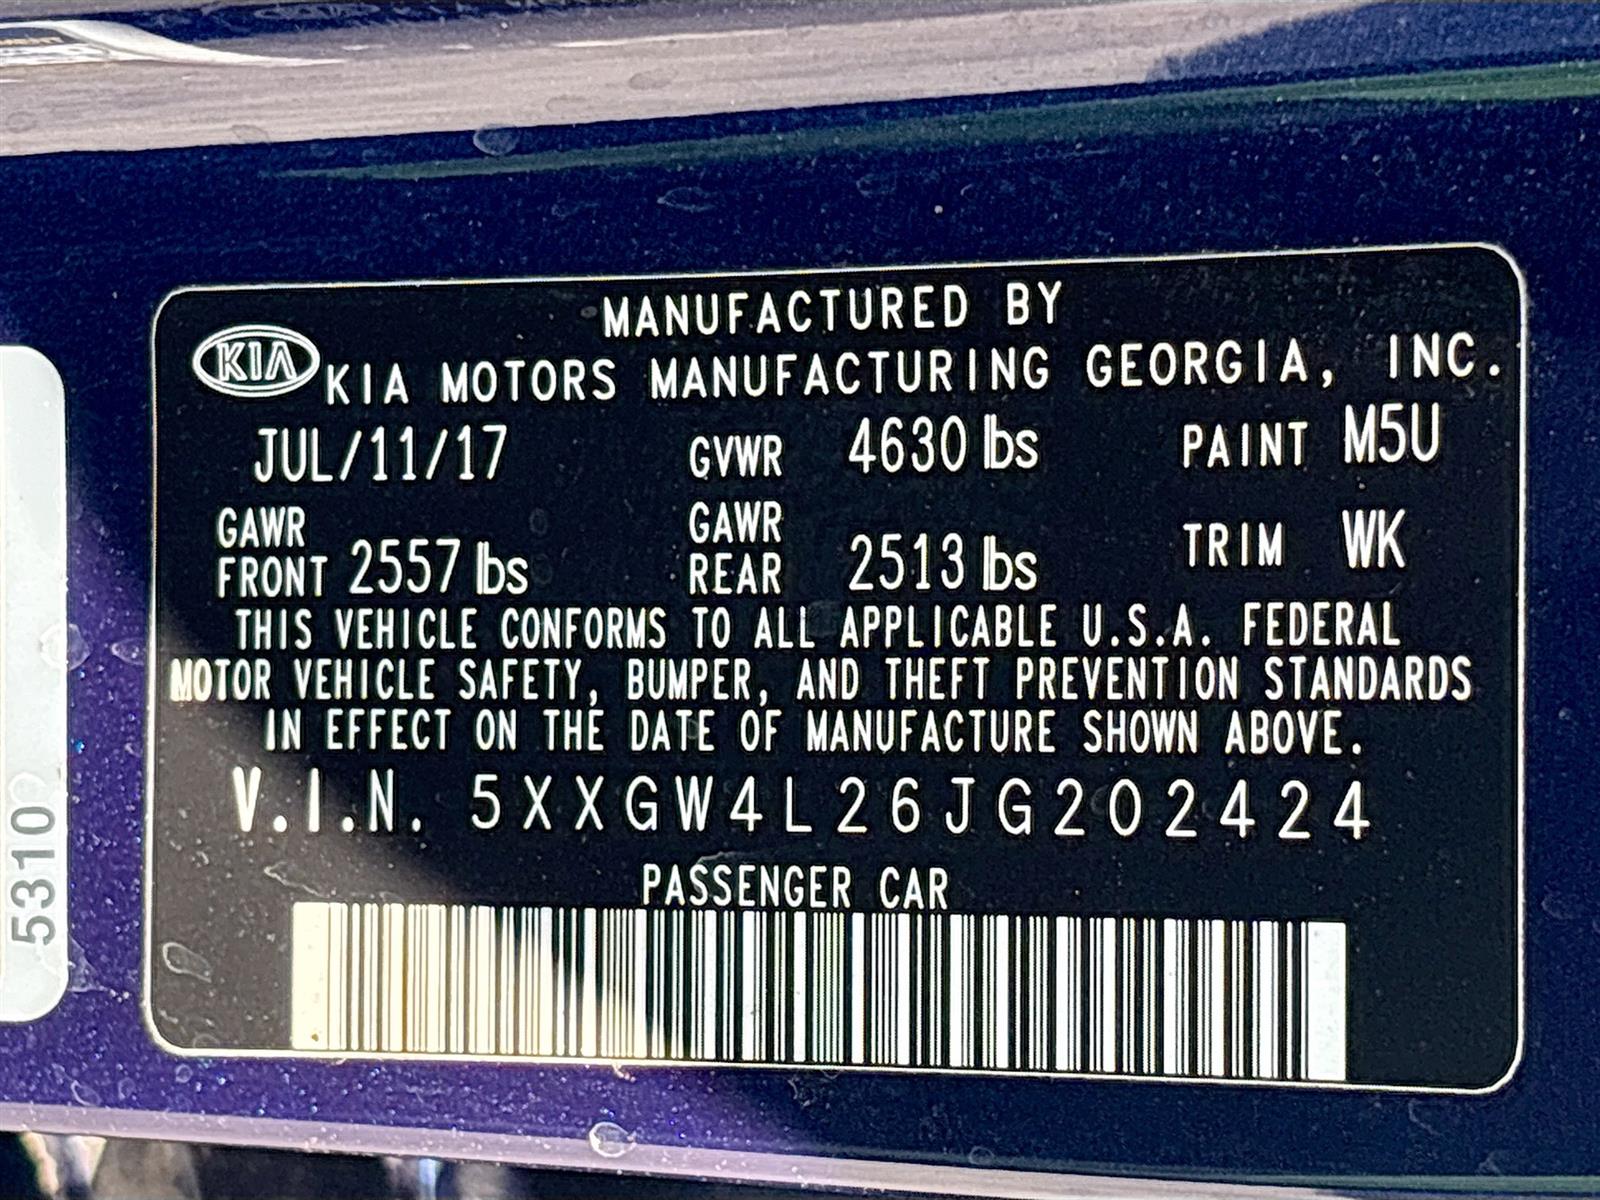 MANUFACTURED BY
KIA KIA MOTORS MANUFACTURING GEORGIA, INC.
JUL/11/17 GVWR 4630 lbs PAINT M5U
GAWR FRONT 2557 lbs GAWR REAR 2513 lbs TRIM WK
THIS VEHICLE CONFORMS TO ALL APPLICABLE U.S.A. FEDERAL
MOTOR VEHICLE SAFETY, BUMPER, AND THEFT PREVENTION STANDARDS
IN EFFECT ON THE DATE OF MANUFACTURE SHOWN ABOVE.
V.I.N. 5XXGW4L26JG202424
PASSENGER CAR
5310